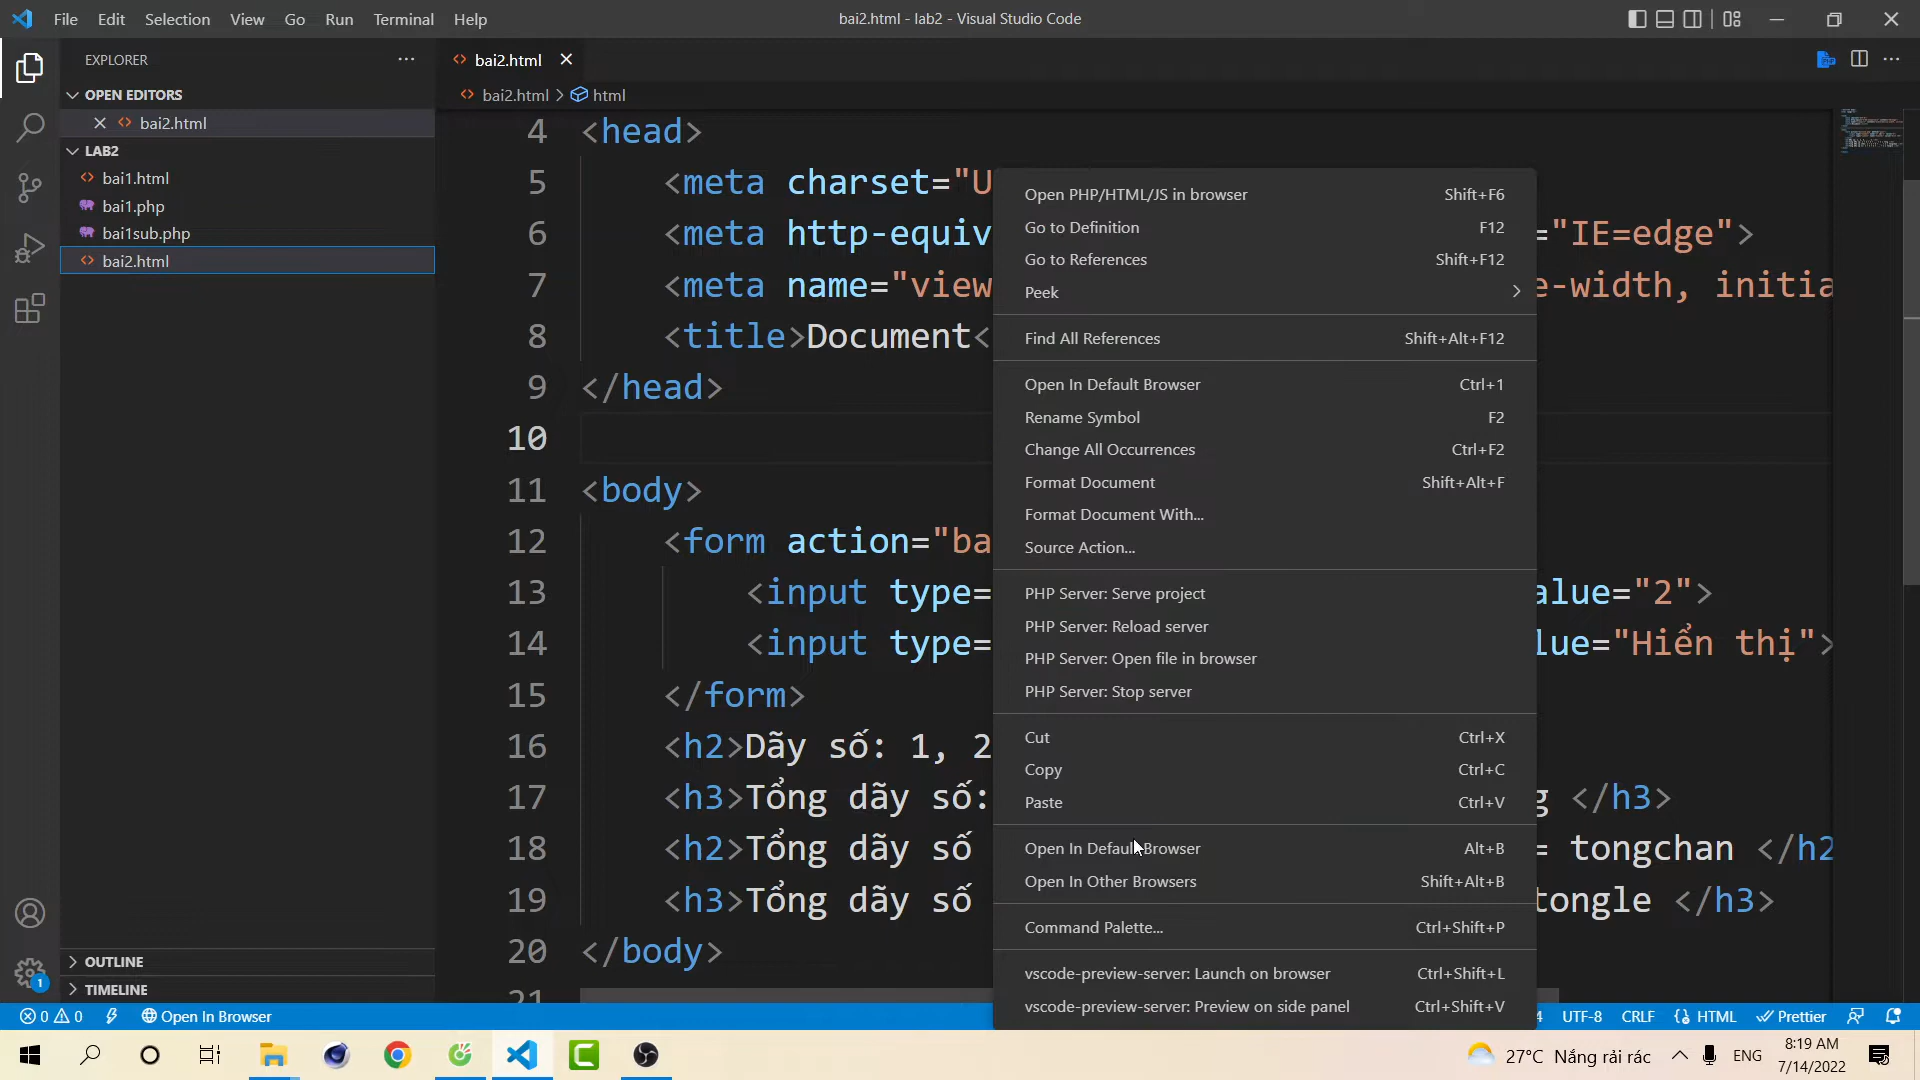 File Edit Selection View Go Run Terminal Help
bai2.html - lab2 - Visual Studio Code
EXPLORER
bai2.html
OPEN EDITORS
bai2.html
LAB2
bai1.html
bai1.php
bai1sub.php
bai2.html
OUTLINE
TIMELINE
bai2.html > html
4 <head>
5 <meta charset="U
6 <meta http-equiv ="IE=edge">
7 <meta name="view e-width, initia
8 <title>Document<
9 </head>
10
11 <body>
12 <form action="ba
13 <input type= alue="2">
14 <input type= lue="Hiển thị">
15 </form>
16 <h2>Dãy số: 1, 2
17 <h3>Tổng dãy số: g </h3>
18 <h2>Tổng dãy số = tongchan </h2
19 <h3>Tổng dãy số tongle </h3>
20 </body>
21
Open PHP/HTML/JS in browser Shift+F6
Go to Definition F12
Go to References Shift+F12
Peek
Find All References Shift+Alt+F12
Open In Default Browser Ctrl+1
Rename Symbol F2
Change All Occurrences Ctrl+F2
Format Document Shift+Alt+F
Format Document With...
Source Action...
PHP Server: Serve project
PHP Server: Reload server
PHP Server: Open file in browser
PHP Server: Stop server
Cut Ctrl+X
Copy Ctrl+C
Paste Ctrl+V
Open In Default Browser Alt+B
Open In Other Browsers Shift+Alt+B
Command Palette... Ctrl+Shift+P
vscode-preview-server: Launch on browser Ctrl+Shift+L
vscode-preview-server: Preview on side panel Ctrl+Shift+V
1
0 0 Open In Browser 4 UTF-8 CRLF HTML Prettier
27°C Nắng rải rác ENG
8:19 AM
7/14/2022